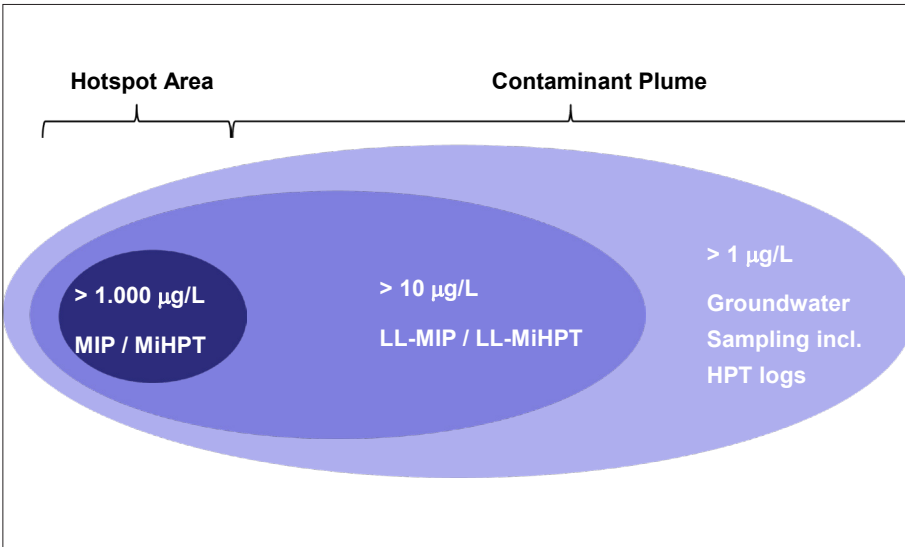 Hotspot Area
Contaminant Plume
> 1.000 µg/L
MIP / MiHPT
> 10 µg/L
LL-MIP / LL-MiHPT
> 1 µg/L
Groundwater
Sampling incl.
HPT logs